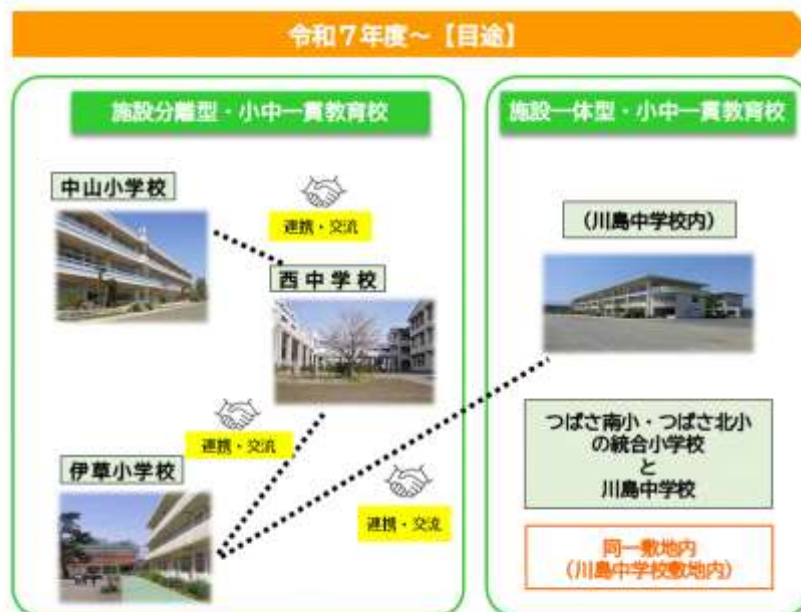 令和７年度～【目途】
施設分離型・小中一貫教育校
中山小学校
連携・交流
西中学校
連携・交流
伊草小学校
連携・交流
施設一体型・小中一貫教育校
（川島中学校内）
つばさ南小・つばさ北小
の統合小学校
と
川島中学校
同一敷地内
（川島中学校敷地内）